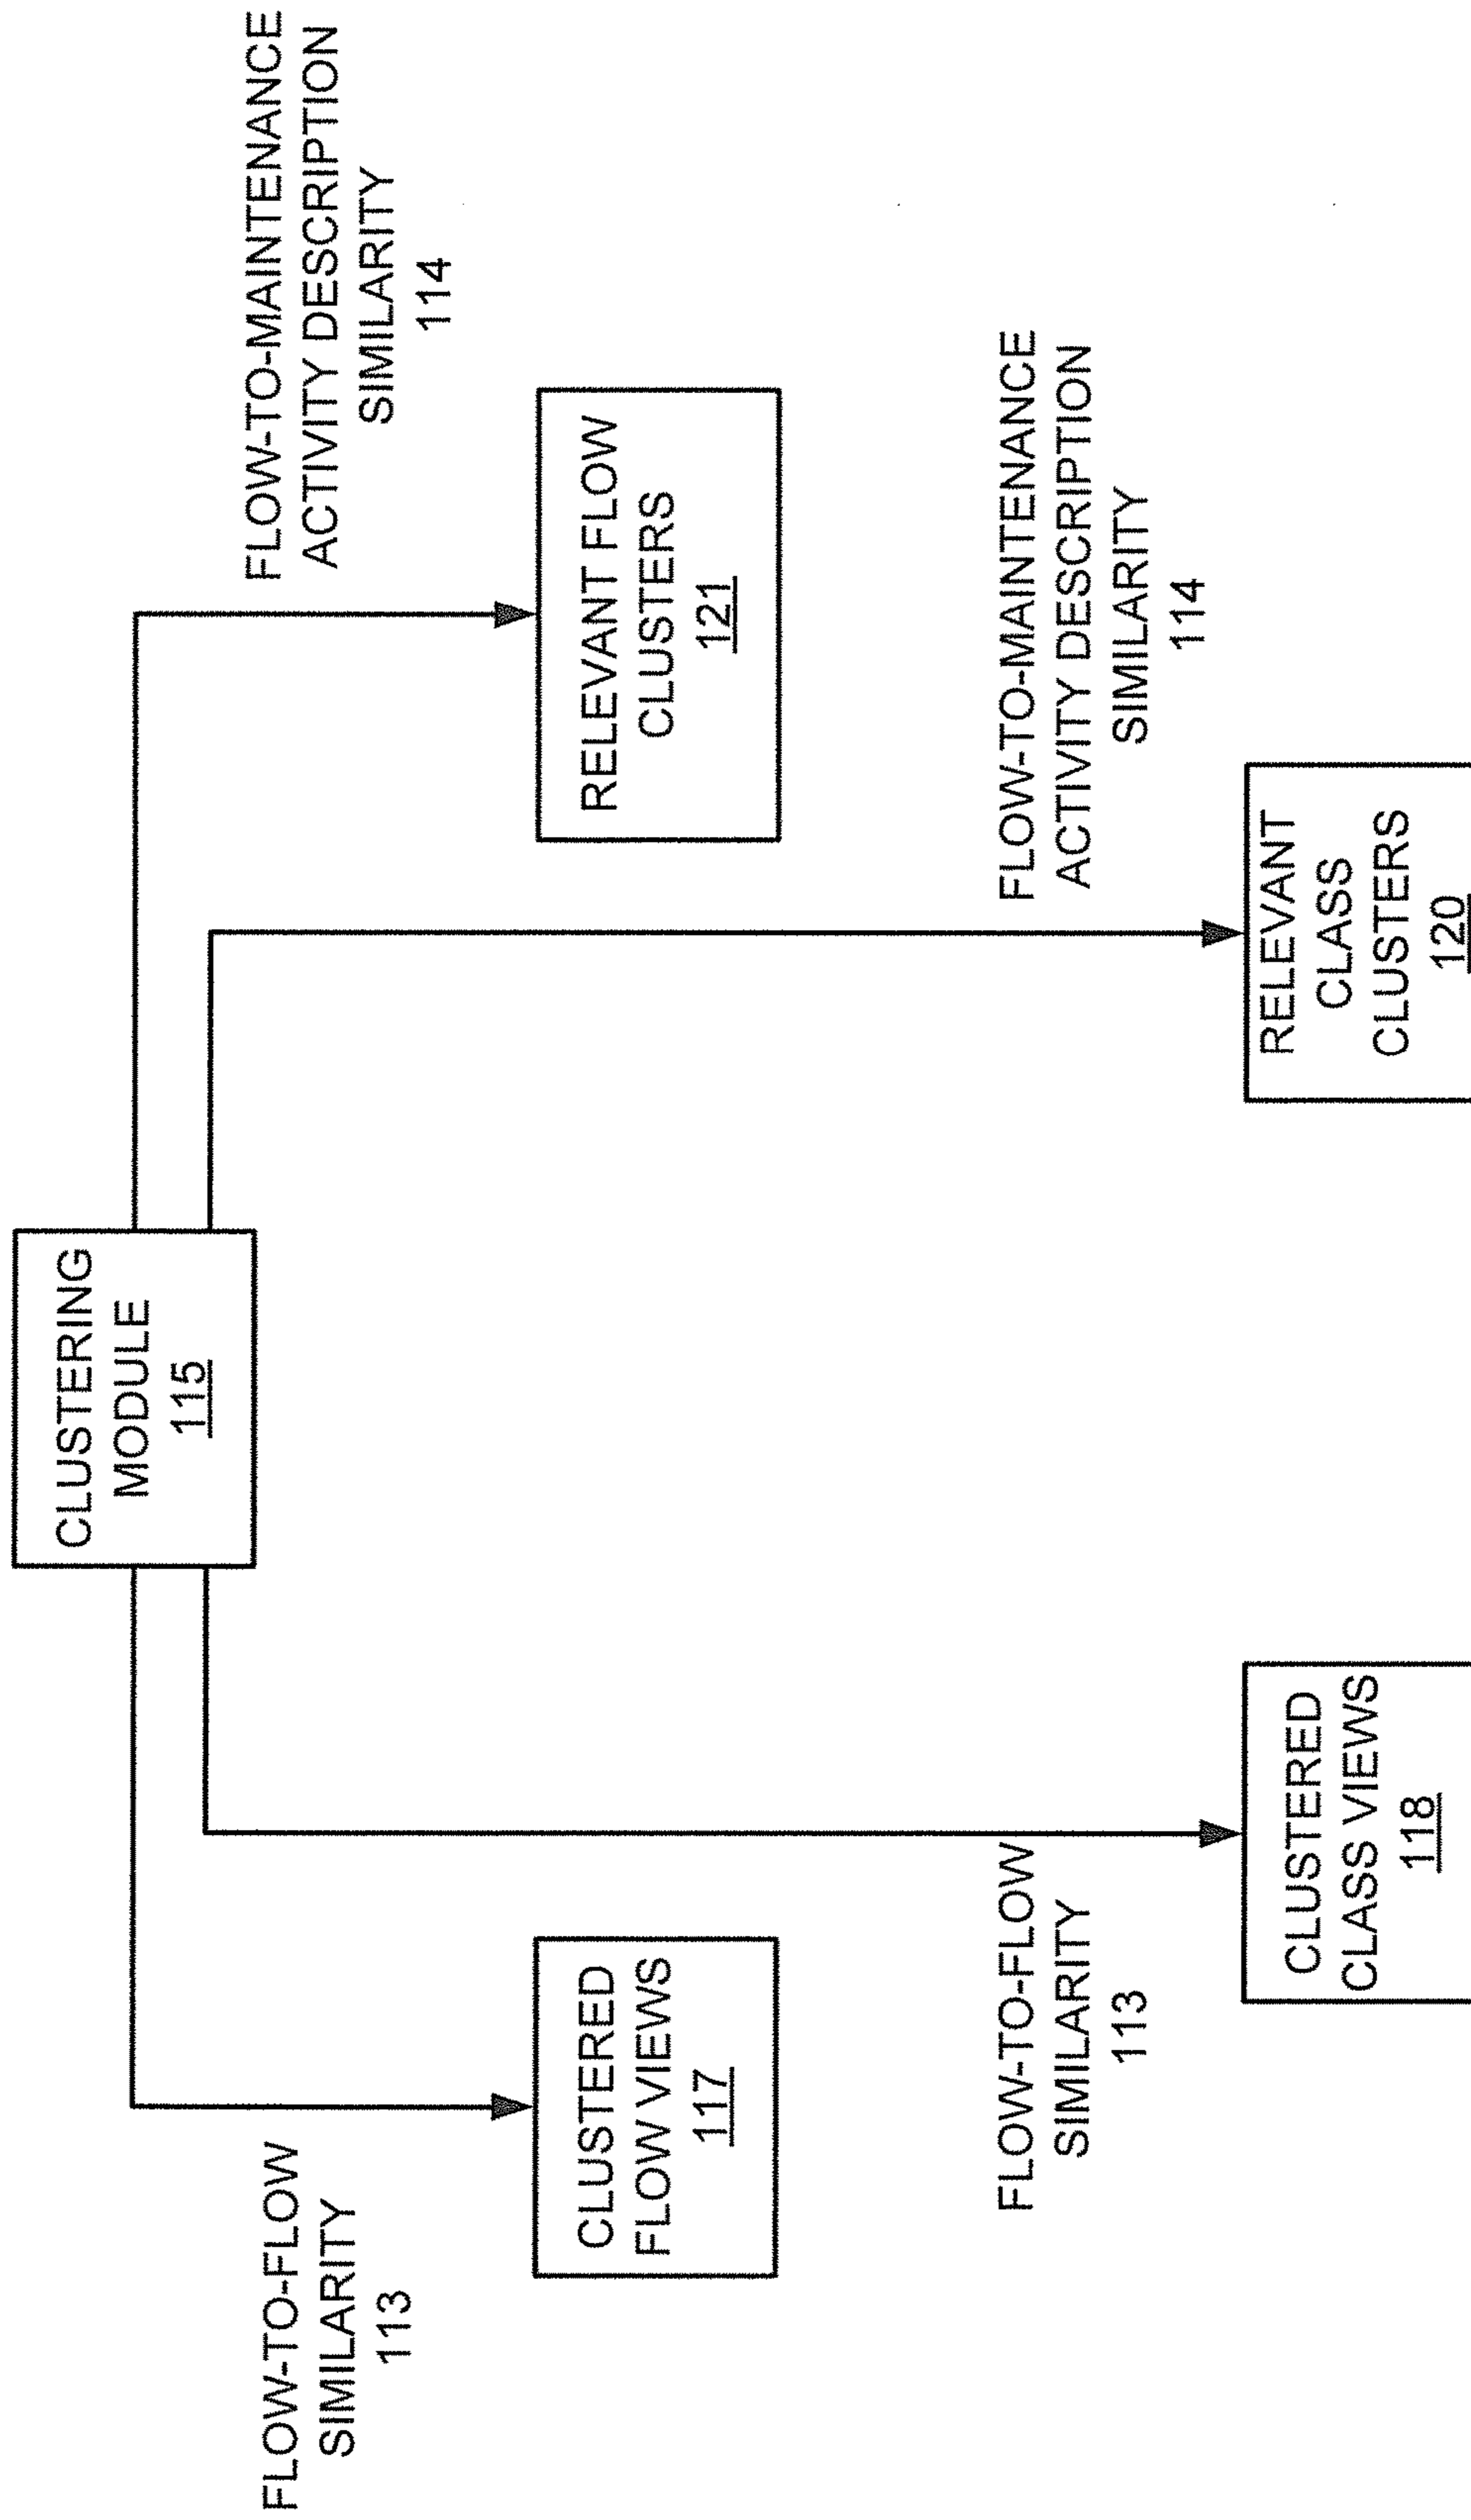 CLUSTERING
MODULE
115
FLOW-TO-FLOW
SIMILARITY
113
FLOW-TO-MAINTENANCE
ACTIVITY DESCRIPTION
SIMILARITY
114
CLUSTERED
FLOW VIEWS
117
RELEVANT FLOW
CLUSTERS
121
FLOW-TO-FLOW
SIMILARITY
113
FLOW-TO-MAINTENANCE
ACTIVITY DESCRIPTION
SIMILARITY
114
CLUSTERED
CLASS VIEWS
118
RELEVANT
CLASS
CLUSTERS
120